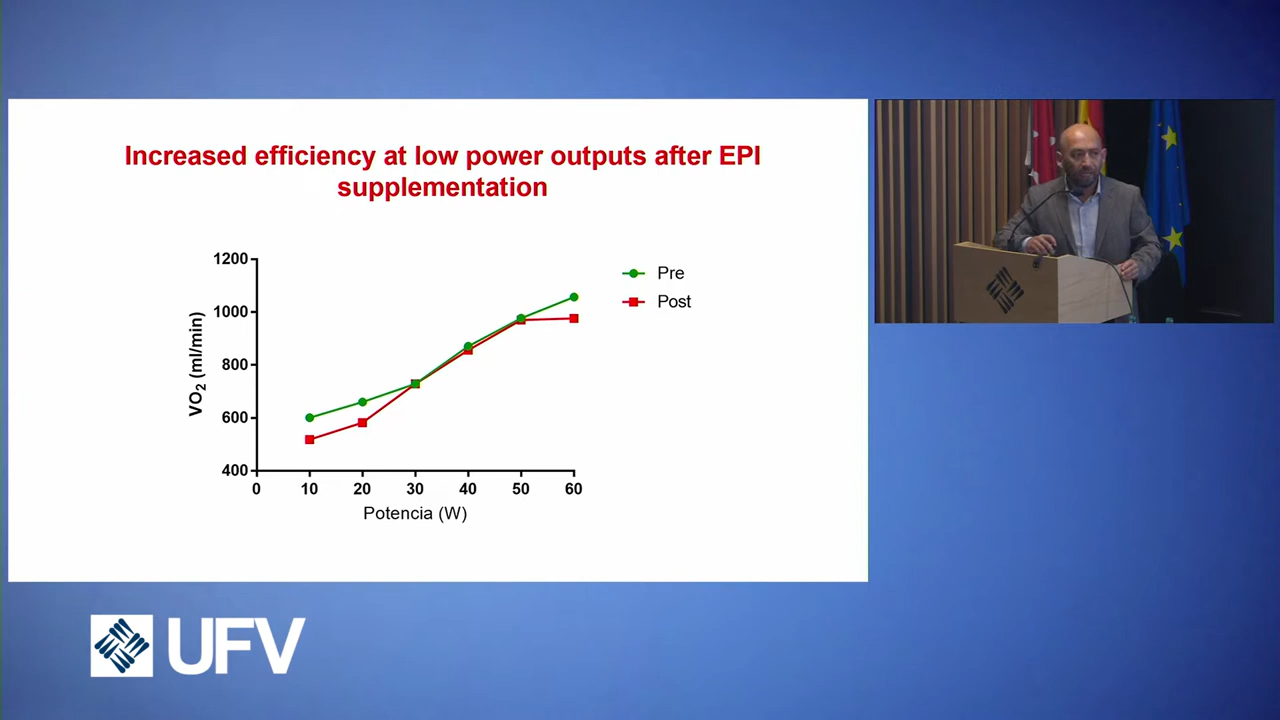 Increased efficiency at low power outputs after EPI
supplementation
1200
1000
800
600
400
VO2 (ml/min)
0 10 20 30 40 50 60
Potencia (W)
Pre
Post
UFV